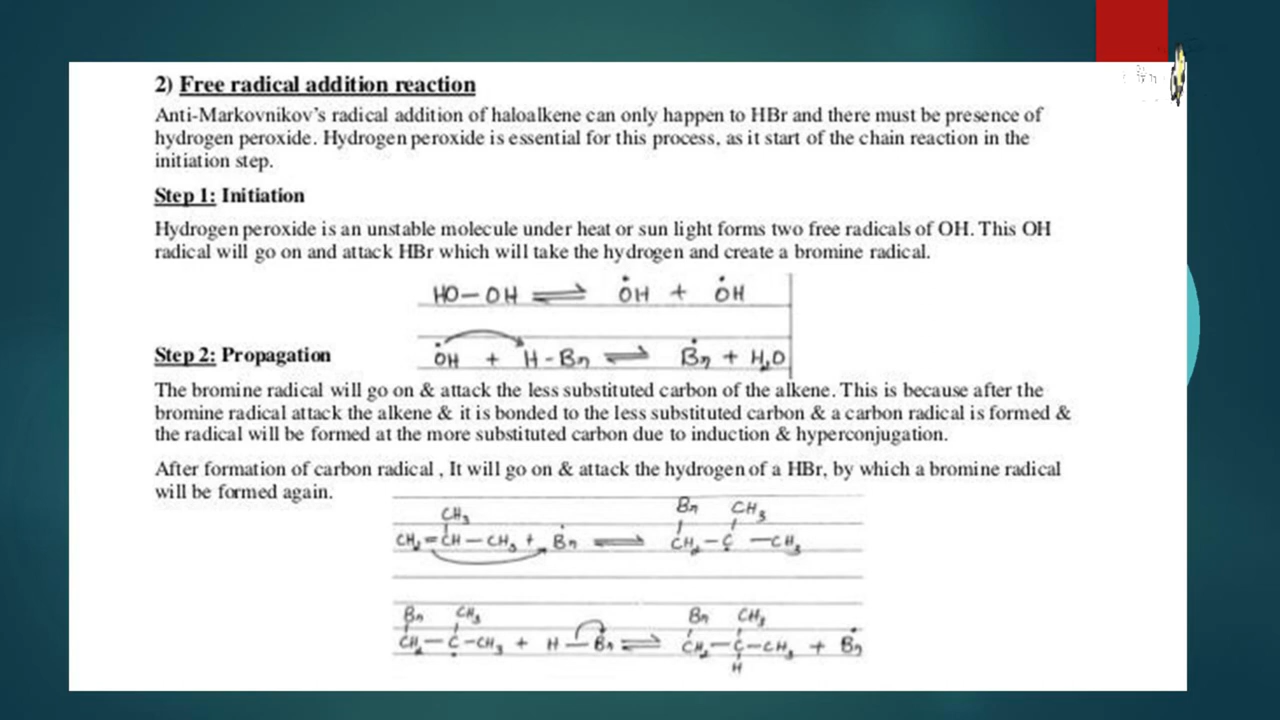 2) Free radical addition reaction
Anti-Markovnikov's radical addition of haloalkene can only happen to HBr and there must be presence of
hydrogen peroxide. Hydrogen peroxide is essential for this process, as it start of the chain reaction in the
initiation step.
Step 1: Initiation
Hydrogen peroxide is an unstable molecule under heat or sun light forms two free radicals of OH. This OH
radical will go on and attack HBr which will take the hydrogen and create a bromine radical.
HO—OH ⇌ ȮH + ȮH
Step 2: Propagation
ȮH + H-Br ⇌ Ḃr + H₂O
The bromine radical will go on & attack the less substituted carbon of the alkene. This is because after the
bromine radical attack the alkene & it is bonded to the less substituted carbon & a carbon radical is formed &
the radical will be formed at the more substituted carbon due to induction & hyperconjugation.
After formation of carbon radical , It will go on & attack the hydrogen of a HBr, by which a bromine radical
will be formed again.
CH₃ Br CH₃
CH₂=CH—CH₃ + Ḃr ⇌ CH₂—C—CH₃
Br CH₃ Br CH₃
CH₂—C—CH₃ + H—Br ⇌ CH₂—C—CH₃ + Ḃr
H